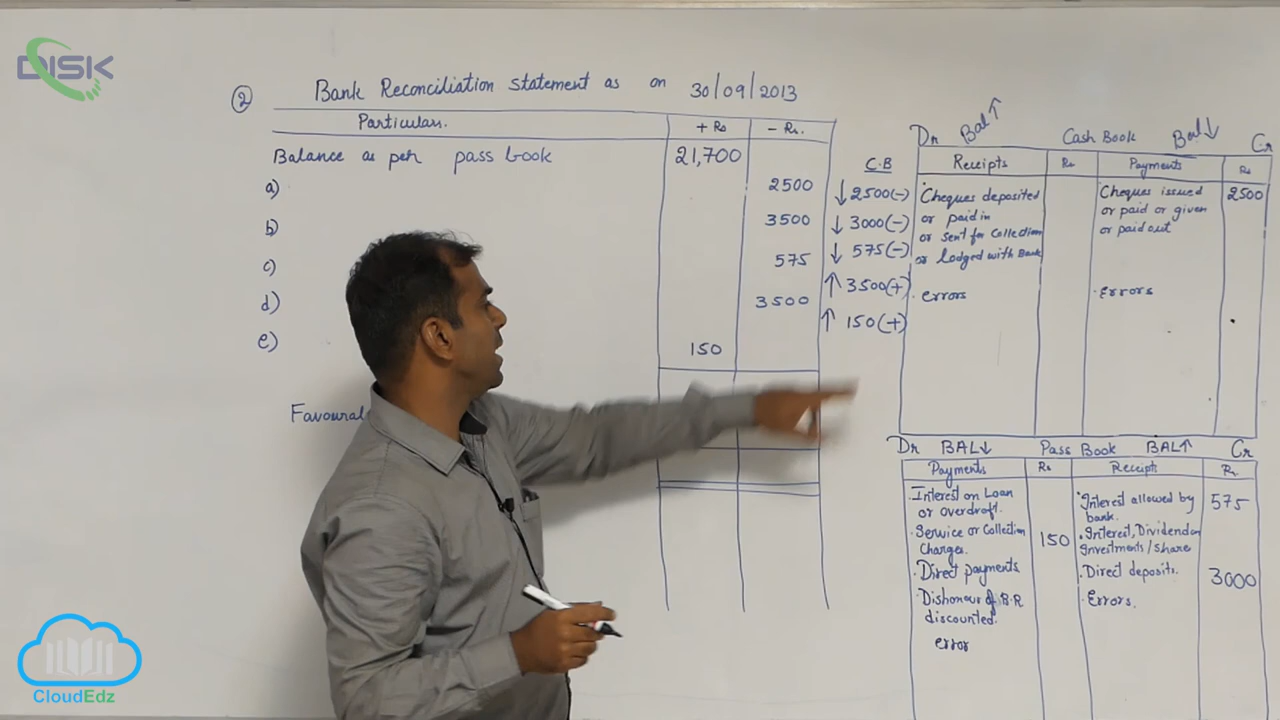 DISK
② Bank Reconciliation Statement as on 30/09/2013
Particulars. + Rs - Rs.
Balance as per pass book 21,700
a) 2500
b) 3500
c) 575
d) 3500
e) 150
Favoural
C.B
↓ 2500(-)
↓ 3000(-)
↓ 575(-)
↑ 3500(+)
↑ 150(+)
Dr Bal↑ Cash Book Bal↓ Cr
Receipts Rs Payments Rs
Cheques deposited
or paid in
or sent for collection
or lodged with Bank
. errors
Cheques issued 2500
or paid or given
or paid out
. errors
Dr BAL↓ Pass Book BAL↑ Cr
Payments Rs Receipts Rs.
. Interest on Loan
or overdraft.
. Service or Collection
Charges. 150
. Direct payments
. Dishonour of B.R
discounted.
error
. Interest allowed by 575
bank.
. Interest, Dividend on
Investments/Share
. Direct deposits. 3000
. Errors.
CloudEdz